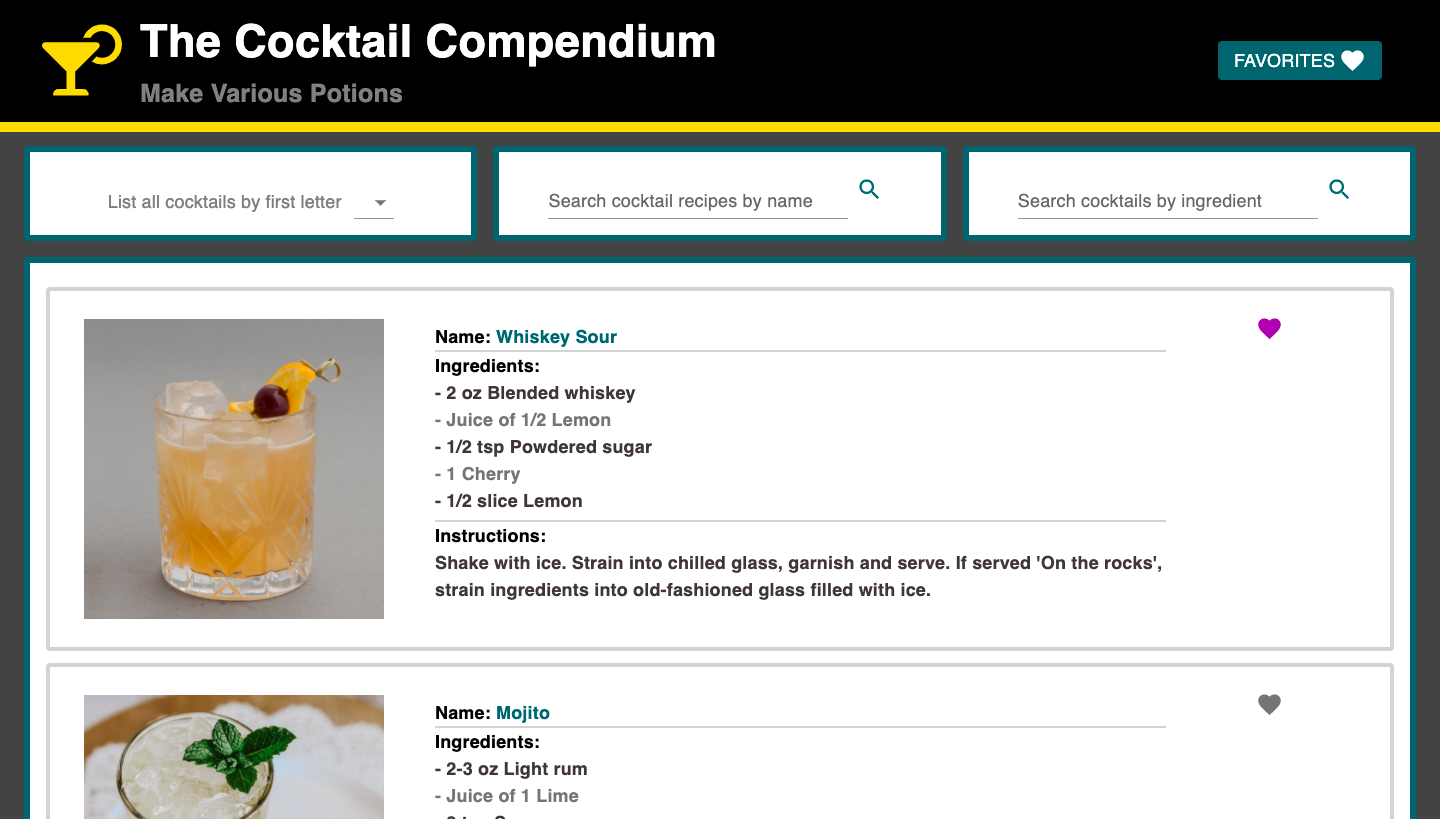 The Cocktail Compendium
Make Various Potions
FAVORITES
List all cocktails by first letter
Search cocktail recipes by name
Search cocktails by ingredient
Name: Whiskey Sour
Ingredients:
- 2 oz Blended whiskey
- Juice of 1/2 Lemon
- 1/2 tsp Powdered sugar
- 1 Cherry
- 1/2 slice Lemon
Instructions:
Shake with ice. Strain into chilled glass, garnish and serve. If served 'On the rocks',
strain ingredients into old-fashioned glass filled with ice.
Name: Mojito
Ingredients:
- 2-3 oz Light rum
- Juice of 1 Lime